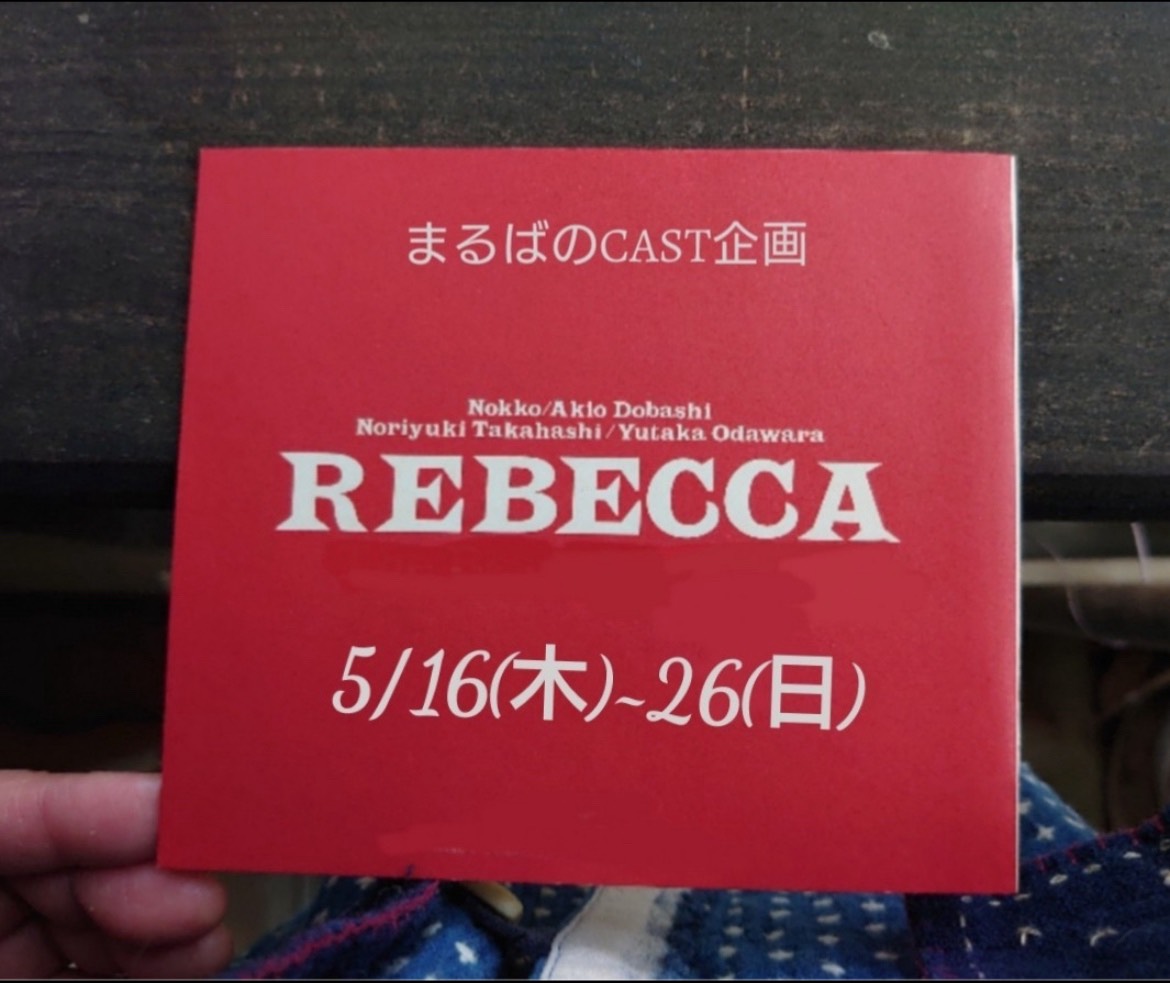 まるばのCAST企画
Nokko/Akio Dobashi
Noriyuki Takahashi/Yutaka Odawara
REBECCA
5/16(木)~26(日)